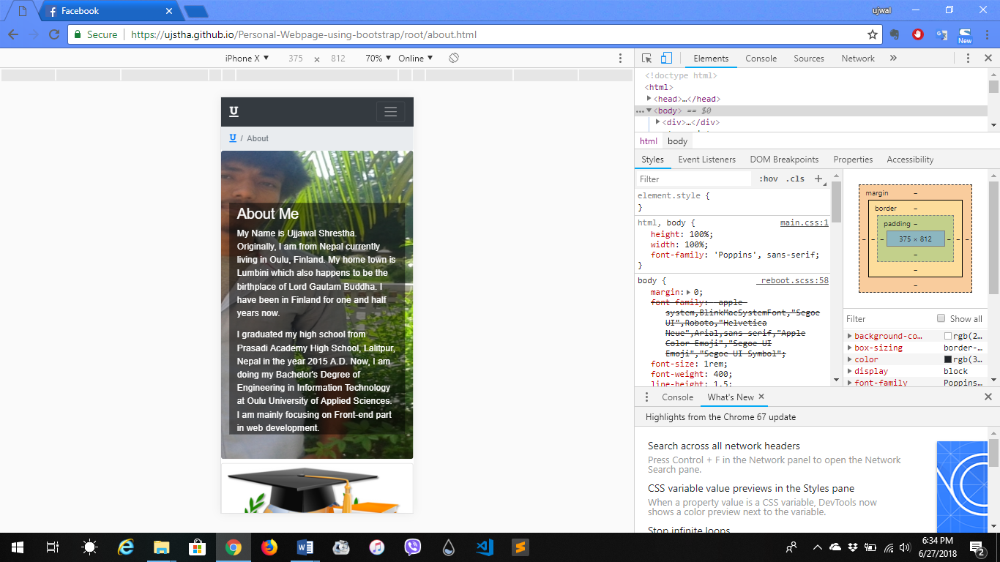 Facebook
ujwal
Secure
https://ujstha.github.io/Personal-Webpage-using-bootstrap/root/about.html
New
iPhone X ▼ 375 × 812 70% ▼ Online ▼
Elements Console Sources Network »
<!doctype html>
<html>
▶<head>…</head>
…▼<body> == $0
▶<div>…</div>
html body
Styles Event Listeners DOM Breakpoints Properties Accessibility
Filter :hov .cls +
element.style {
}
html, body { main.css:1
height: 100%;
width: 100%;
font-family: 'Poppins', sans-serif;
}
body { _reboot.scss:58
margin:▶ 0;
font-family: -apple-
system,BlinkMacSystemFont,"Segoe
UI",Roboto,"Helvetica
Neue",Arial,sans-serif,"Apple
Color Emoji","Segoe UI
Emoji","Segoe UI Symbol";
font-size: 1rem;
font-weight: 400;
line-height: 1.5;
margin –
border –
padding –
– – – 375 × 812 – – –
–
–
–
Filter Show all
▶ background-co… rgb(2…
▶ box-sizing border-…
▶ color rgb(3…
▶ display block
▶ font-family Poppins…
Console What's New ×
Highlights from the Chrome 67 update
Search across all network headers
Press Control + F in the Network panel to open the Network
Search pane.
CSS variable value previews in the Styles pane
When a property value is a CSS variable, DevTools now
shows a color preview next to the variable.
Stop infinite loops
U
U / About
About Me
My Name is Ujjawal Shrestha.
Originally, I am from Nepal currently
living in Oulu, Finland. My home town is
Lumbini which also happens to be the
birthplace of Lord Gautam Buddha. I
have been in Finland for one and half
years now.
I graduated my high school from
Prasadi Academy High School, Lalitpur,
Nepal in the year 2015 A.D. Now, I am
doing my Bachelor's Degree of
Engineering in Information Technology
at Oulu University of Applied Sciences.
I am mainly focusing on Front-end part
in web development.
6:34 PM
6/27/2018
2